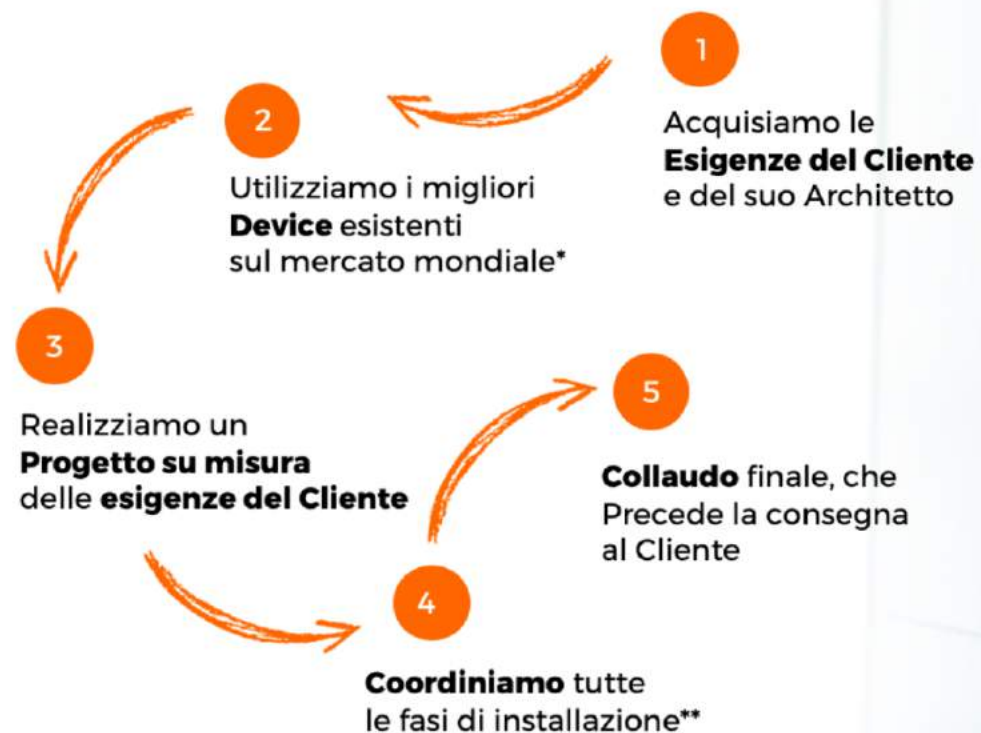 1
Acquisiamo le
Esigenze del Cliente
e del suo Architetto
2
Utilizziamo i migliori
Device esistenti
sul mercato mondiale*
3
Realizziamo un
Progetto su misura
delle esigenze del Cliente
4
Coordiniamo tutte
le fasi di installazione**
5
Collaudo finale, che
Precede la consegna
al Cliente